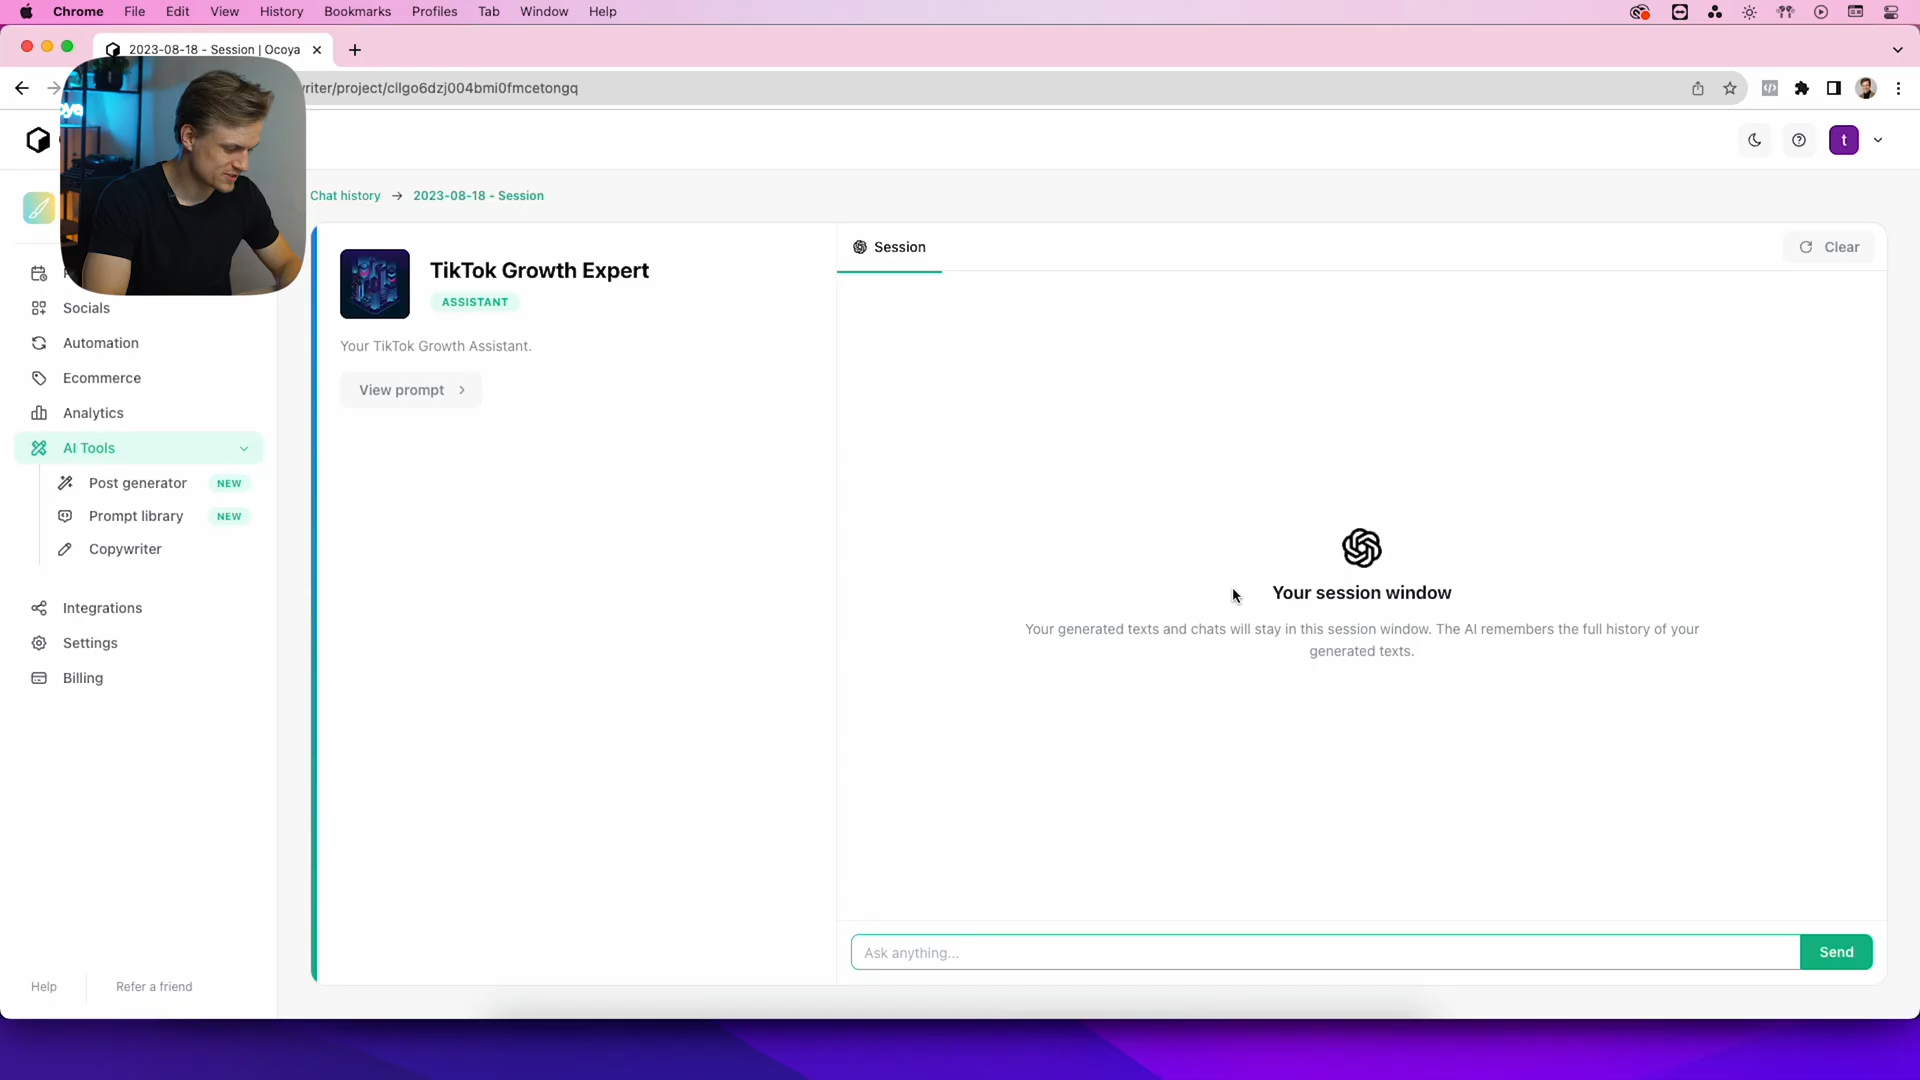 Chrome File Edit View History Bookmarks Profiles Tab Window Help
2023-08-18 - Session | Ocoya
riter/project/cllgo6dzj004bmi0fmcetongq
t
Chat history → 2023-08-18 - Session
Socials
Automation
Ecommerce
Analytics
AI Tools
Post generator NEW
Prompt library NEW
Copywriter
Integrations
Settings
Billing
Help
Refer a friend
TikTok Growth Expert
ASSISTANT
Your TikTok Growth Assistant.
View prompt
Session
Clear
Your session window
Your generated texts and chats will stay in this session window. The AI remembers the full history of your
generated texts.
Ask anything...
Send